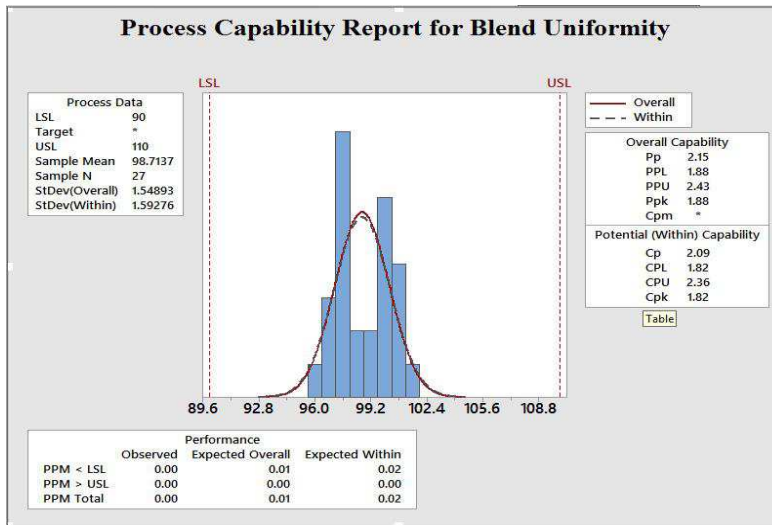 Process Capability Report for Blend Uniformity
LSL USL
Process Data
LSL 90
Target *
USL 110
Sample Mean 98.7137
Sample N 27
StDev(Overall) 1.54893
StDev(Within) 1.59276
Overall
Within
Overall Capability
Pp 2.15
PPL 1.88
PPU 2.43
Ppk 1.88
Cpm *
Potential (Within) Capability
Cp 2.09
CPL 1.82
CPU 2.36
Cpk 1.82
Table
89.6 92.8 96.0 99.2 102.4 105.6 108.8
Performance
Observed Expected Overall Expected Within
PPM < LSL 0.00 0.01 0.02
PPM > USL 0.00 0.00 0.00
PPM Total 0.00 0.01 0.02